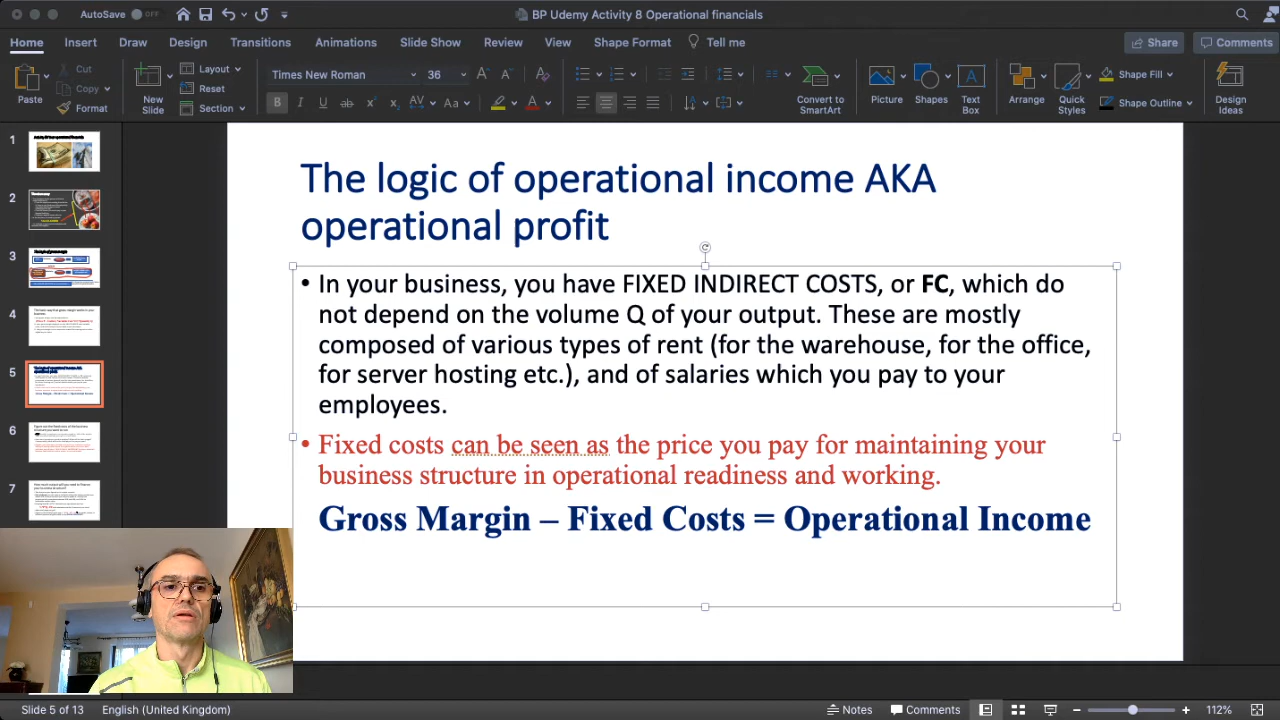 AutoSave OFF
BP Udemy Activity 8 Operational financials
Home Insert Draw Design Transitions Animations Slide Show Review View Shape Format Tell me
Share Comments
Paste
Cut
Copy
Format
New
Slide
Layout
Reset
Section
Times New Roman 36
Convert to
SmartArt
Picture
Shapes
Text
Box
Arrange
Quick
Styles
Shape Fill
Shape Outline
Design
Ideas
1
2
3
4
5
6
7
The logic of operational income AKA
operational profit
• In your business, you have FIXED INDIRECT COSTS, or FC, which do
not depend on the volume Q of your output. These are mostly
composed of various types of rent (for the warehouse, for the office,
for server hosting etc.), and of salaries which you pay to your
employees.
• Fixed costs can be seen as the price you pay for maintaining your
business structure in operational readiness and working.
Gross Margin – Fixed Costs = Operational Income
Slide 5 of 13 English (United Kingdom)
Notes Comments
112%